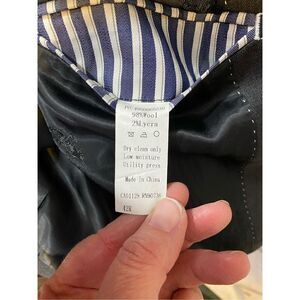 98%Wool
2%Lycra
Dry clean only
Low moisture
Utility press
Made In China
42R